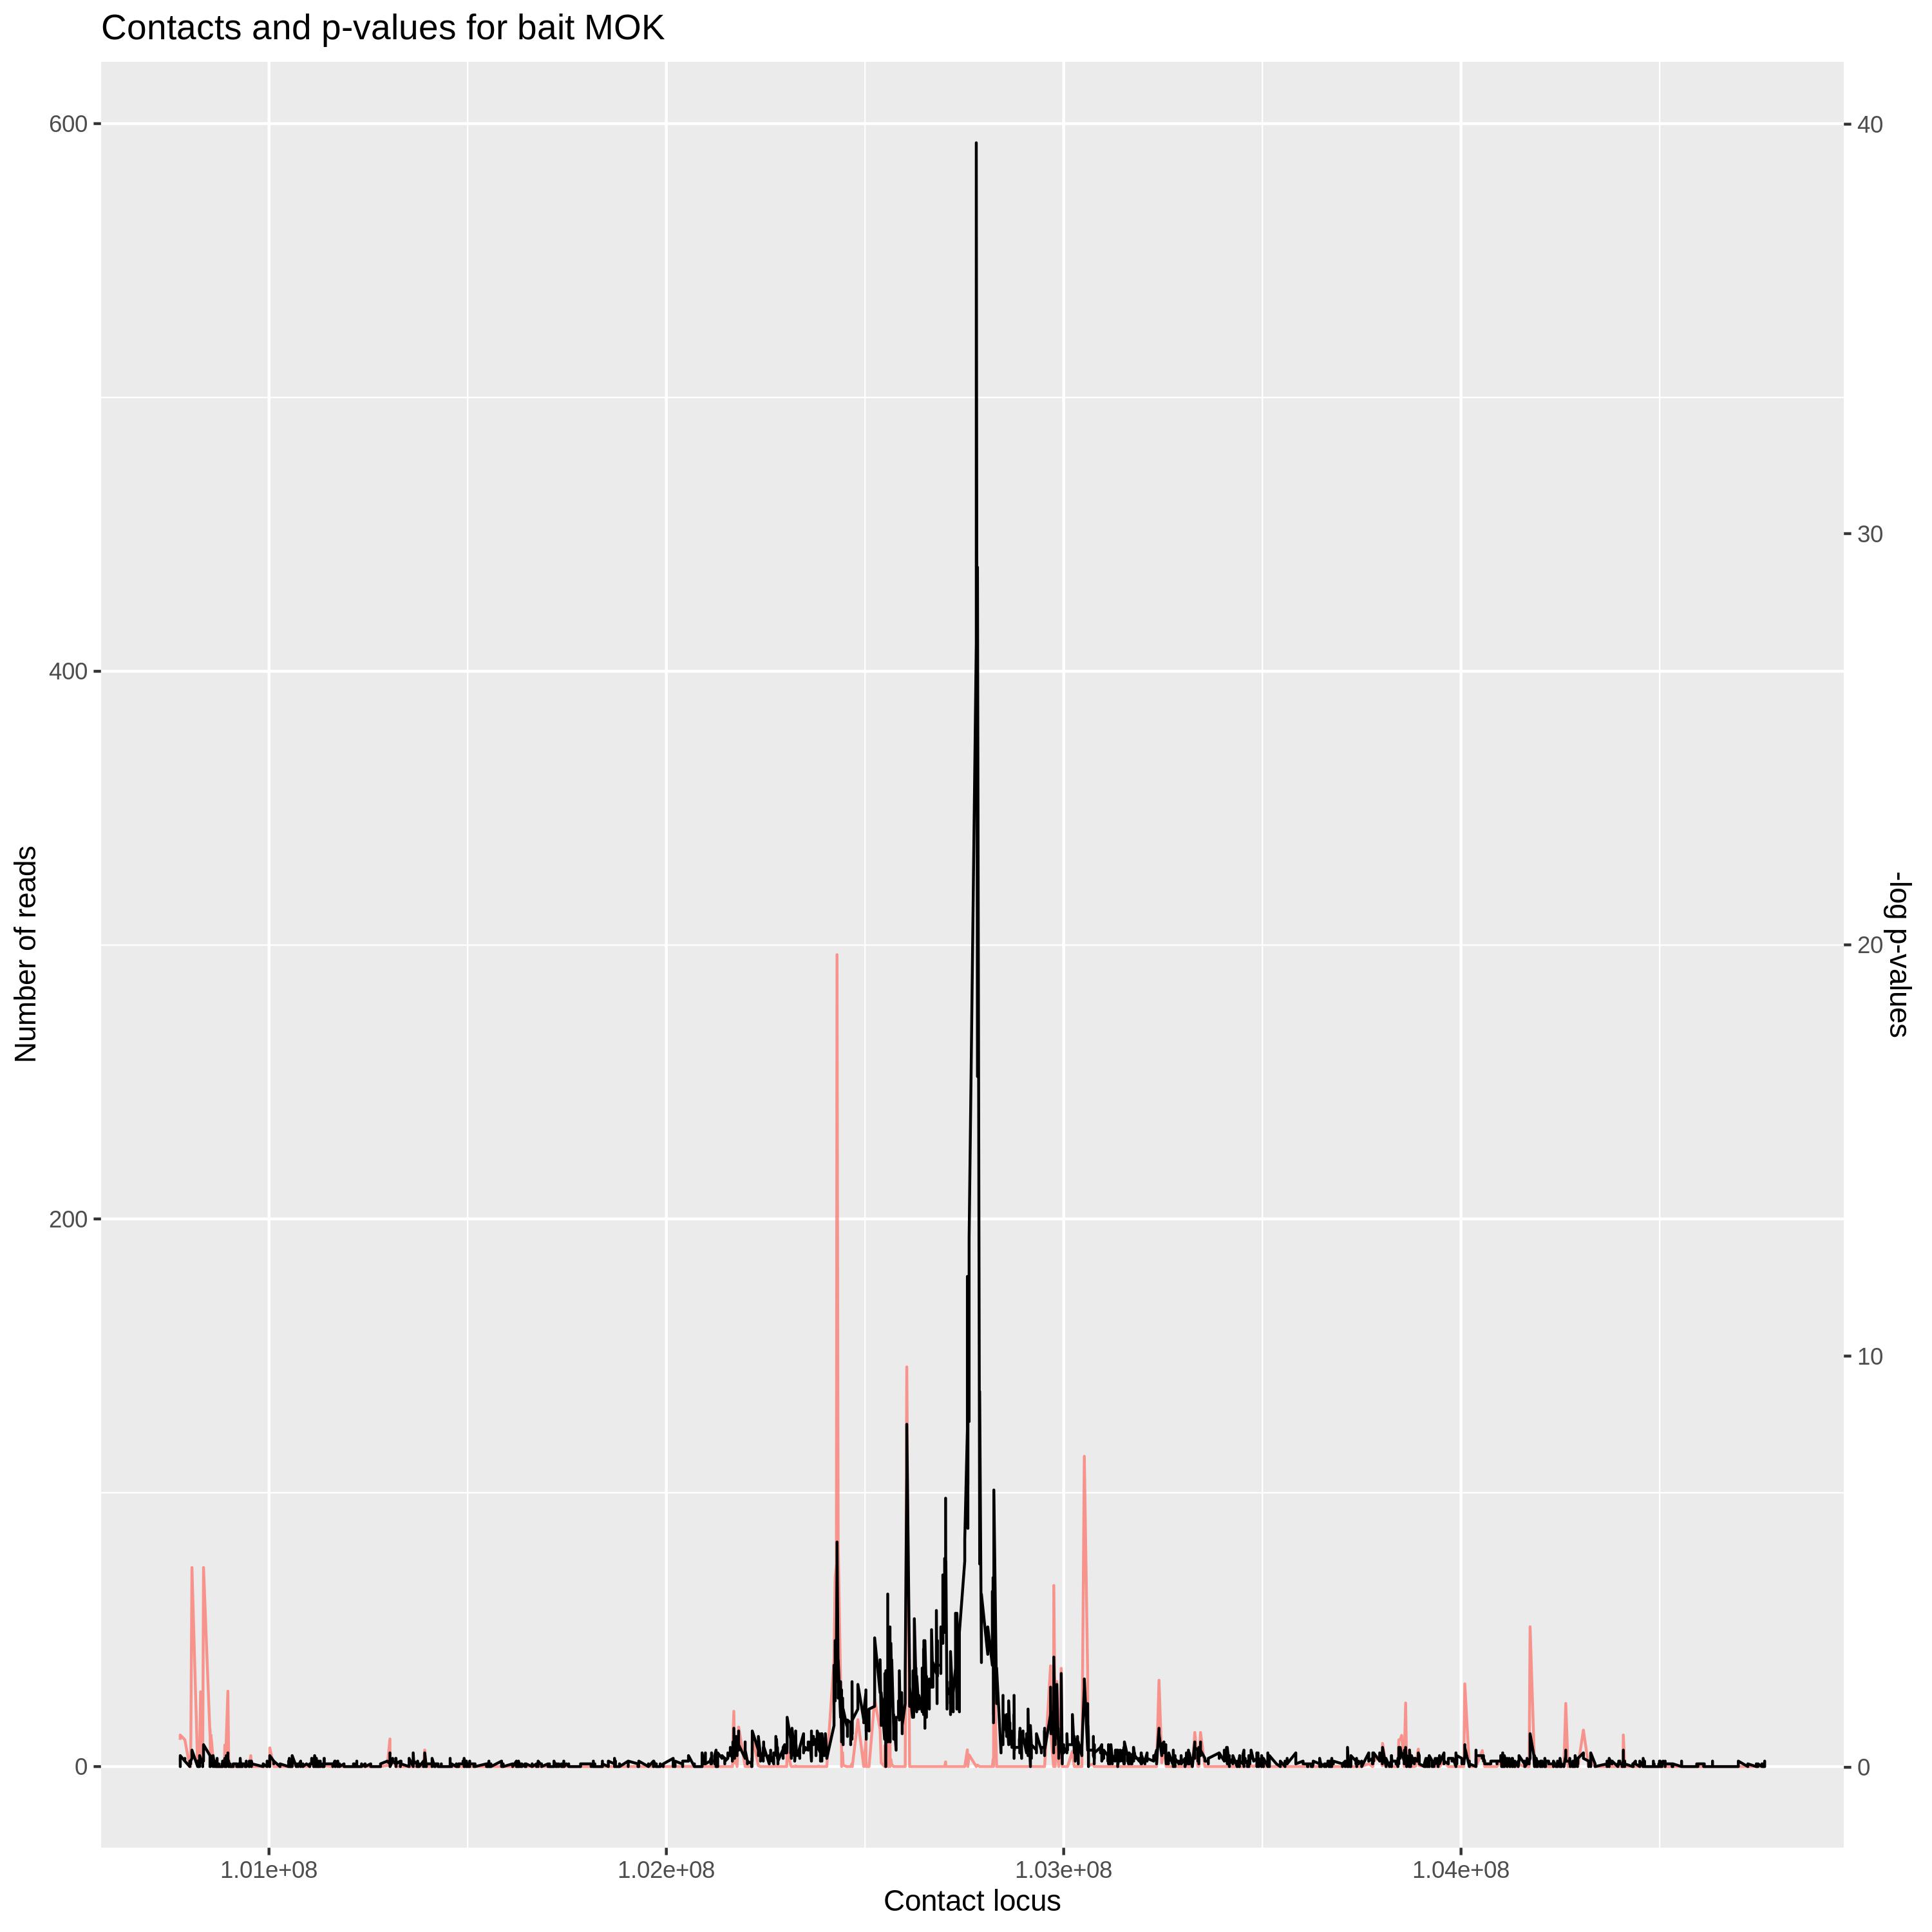 Contacts and p-values for bait MOK
600
400
200
0
Number of reads
40
30
20
10
0
-log p-values
1.01e+08
1.02e+08
1.03e+08
1.04e+08
Contact locus